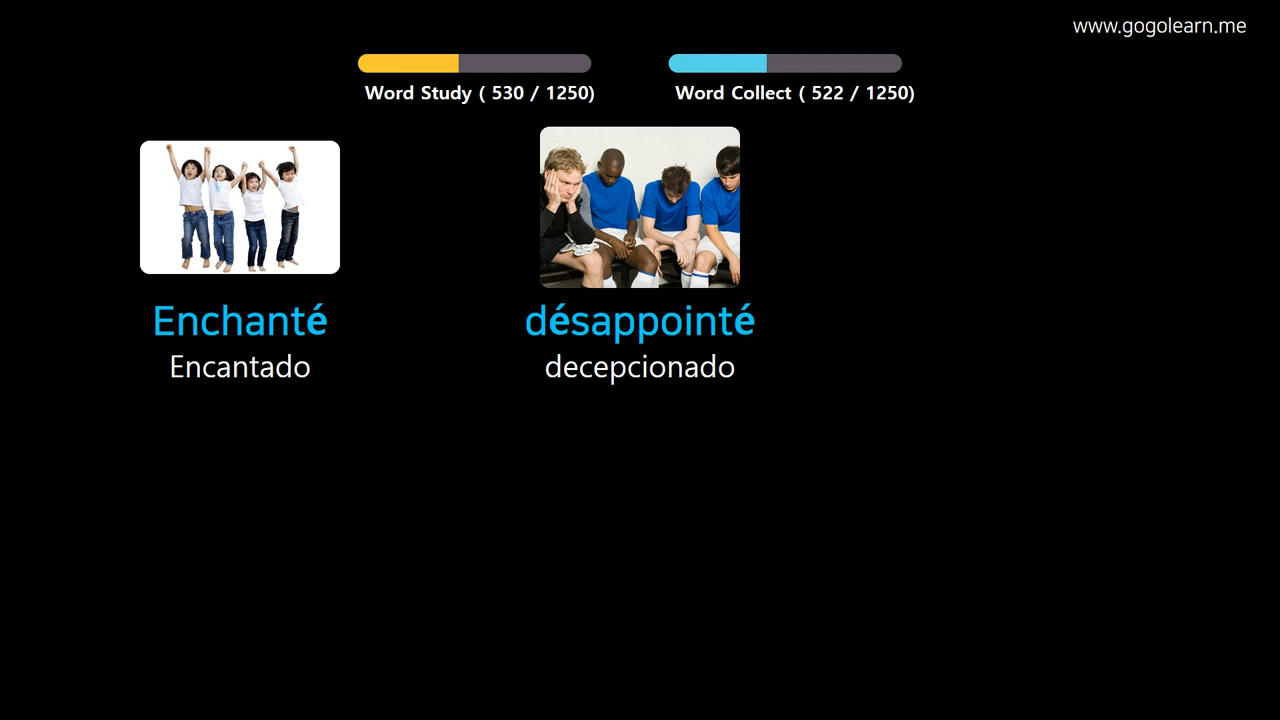 www.gogolearn.me
Word Study ( 530 / 1250)
Word Collect ( 522 / 1250)
Enchanté
Encantado
désappointé
decepcionado